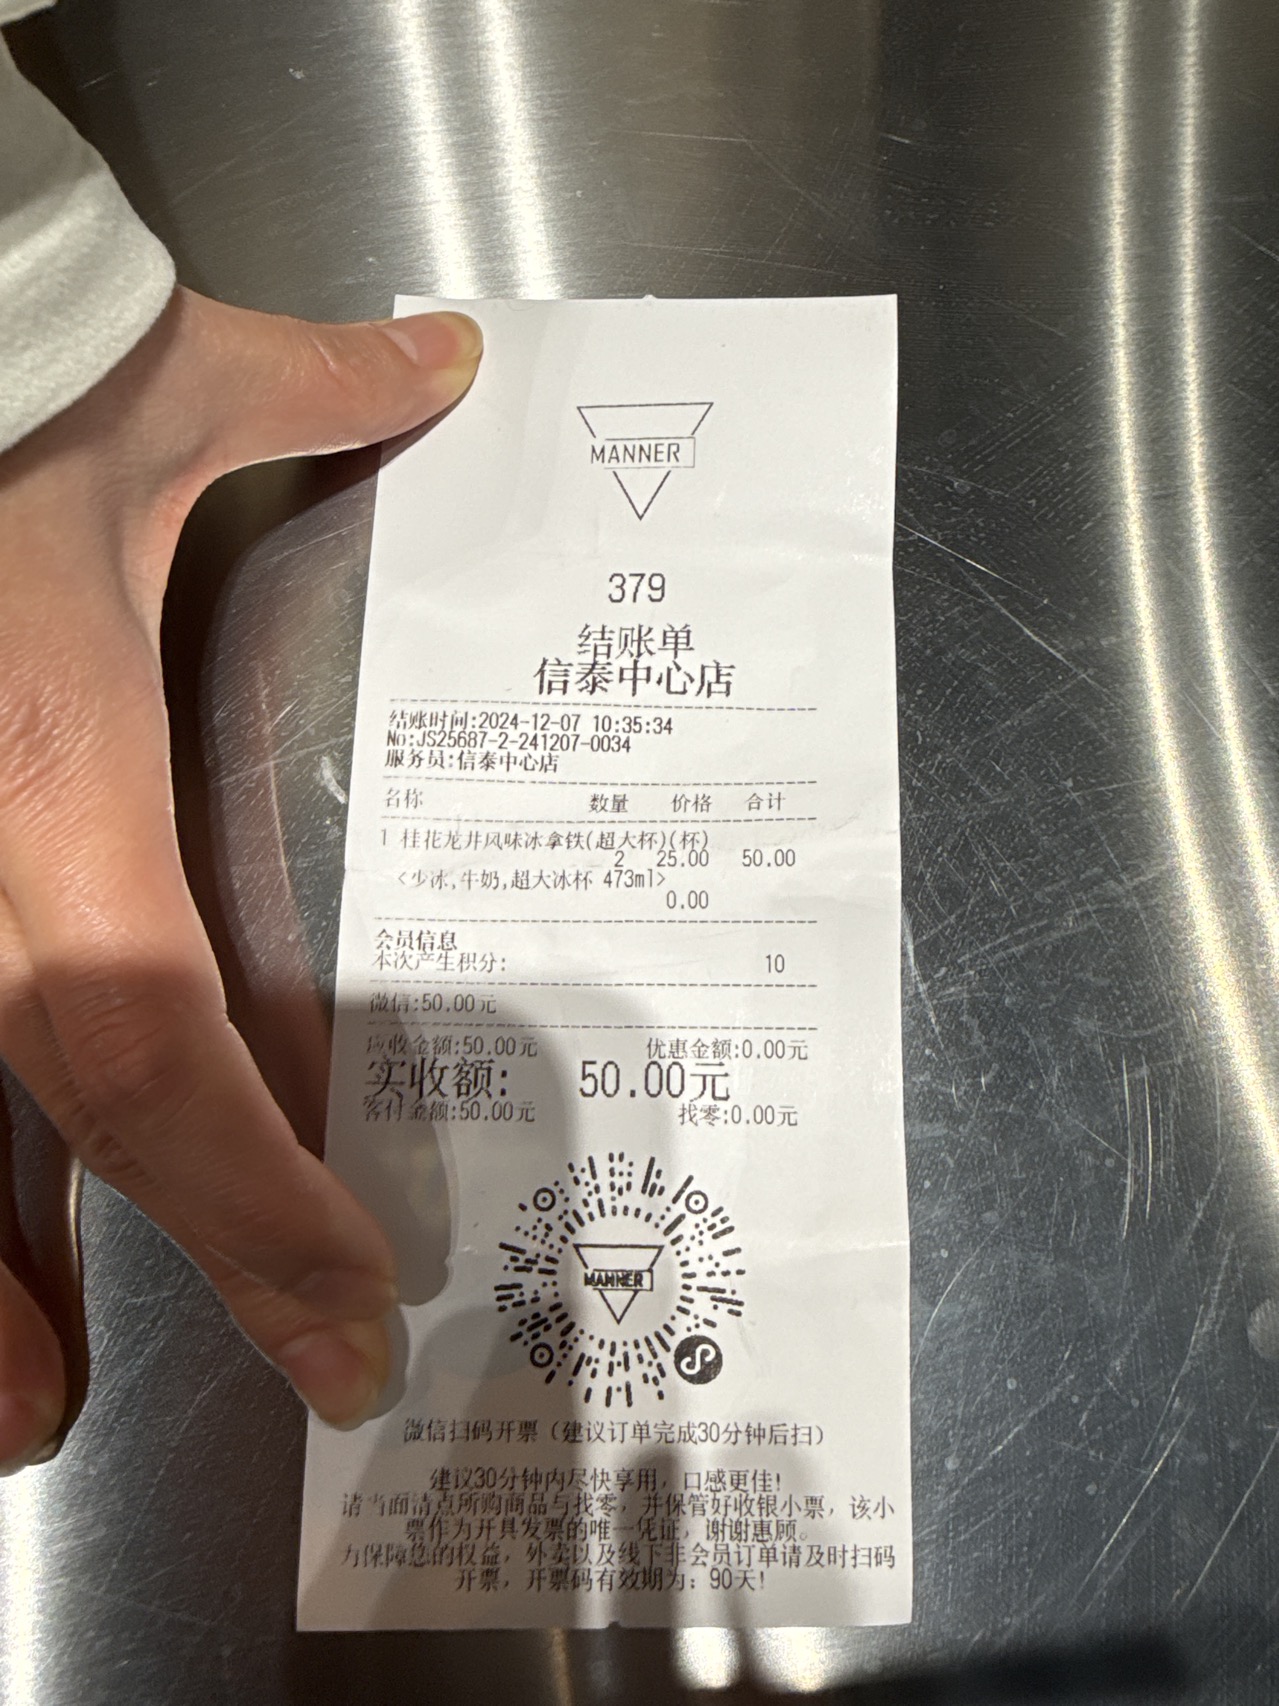 MANNER
379
结账单
信泰中心店
结账时间:2024-12-07 10:35:34
No:JS25687-2-241207-0034
服务员:信泰中心店
名称 数量 价格 合计
1 桂花龙井风味冰拿铁(超大杯)(杯)
2 25.00 50.00
<少冰,牛奶,超大冰杯 473ml>
0.00
会员信息
本次产生积分: 10
微信:50.00元
应收金额:50.00元 优惠金额:0.00元
实收额: 50.00元
客付金额:50.00元 找零:0.00元
MANNER
微信扫码开票（建议订单完成30分钟后扫）
建议30分钟内尽快享用，口感更佳!
请当面清点所购商品与找零，并保管好收银小票，该小
票作为开具发票的唯一凭证，谢谢惠顾。
为保障您的权益，外卖以及线下非会员订单请及时扫码
开票，开票码有效期为：90天!